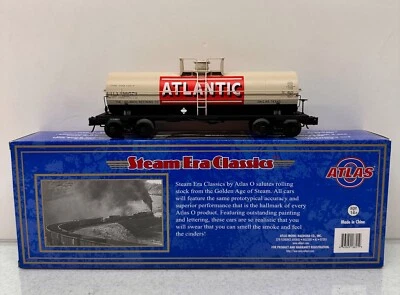 ATLANTIC
Steam Era Classics
ATLAS
Steam Era Classics by Atlas O salutes rolling
stock from the Golden Age of Steam. All cars
will feature the same prototypical accuracy and
superior performance that is the hallmark of every
Atlas O product. Featuring outstanding painting
and lettering, these cars are so realistic that you
will swear that you can smell the smoke and feel
the cinders!
Made in China